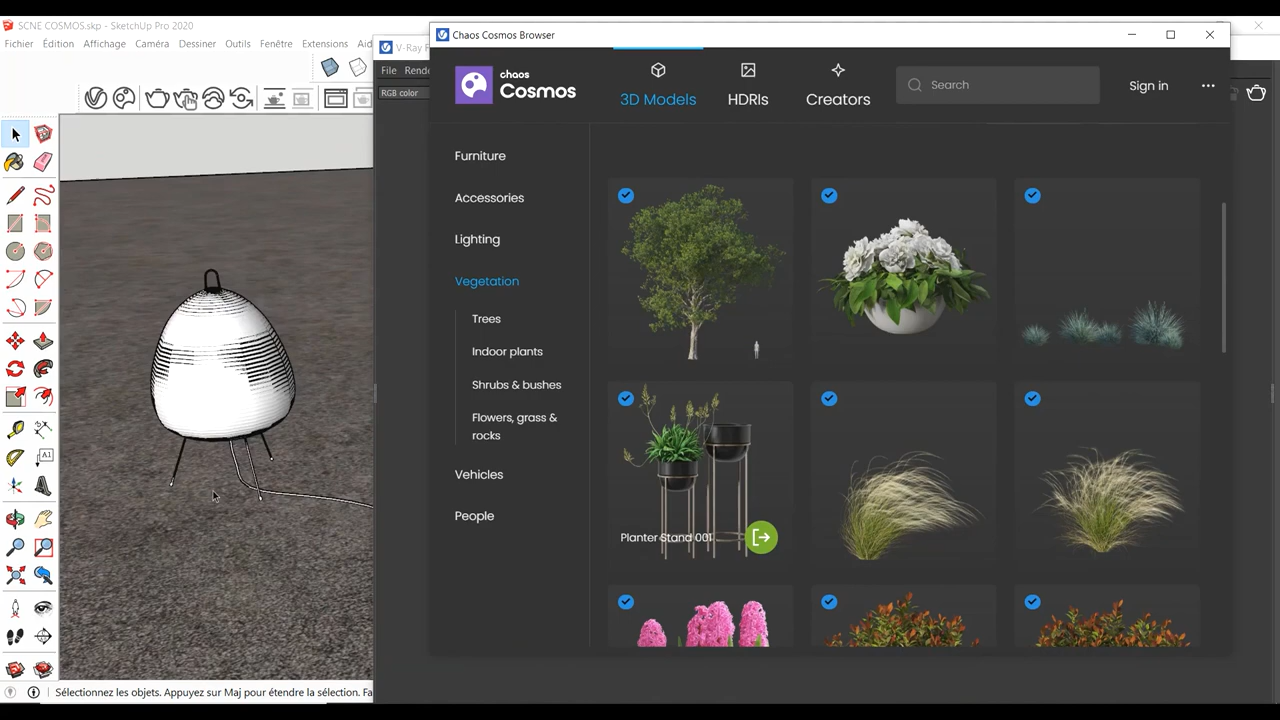 SCNE COSMOS.skp - SketchUp Pro 2020
Fichier Édition Affichage Caméra Dessiner Outils Fenêtre Extensions
A1
Sélectionnez les objets. Appuyez sur Maj pour étendre la sélection.
File
RGB color
Chaos Cosmos Browser
chaos
Cosmos
3D Models
HDRIs
Creators
Search
Sign in
Furniture
Accessories
Lighting
Vegetation
Trees
Indoor plants
Shrubs & bushes
Flowers, grass &
rocks
Vehicles
People
Planter Stand 001